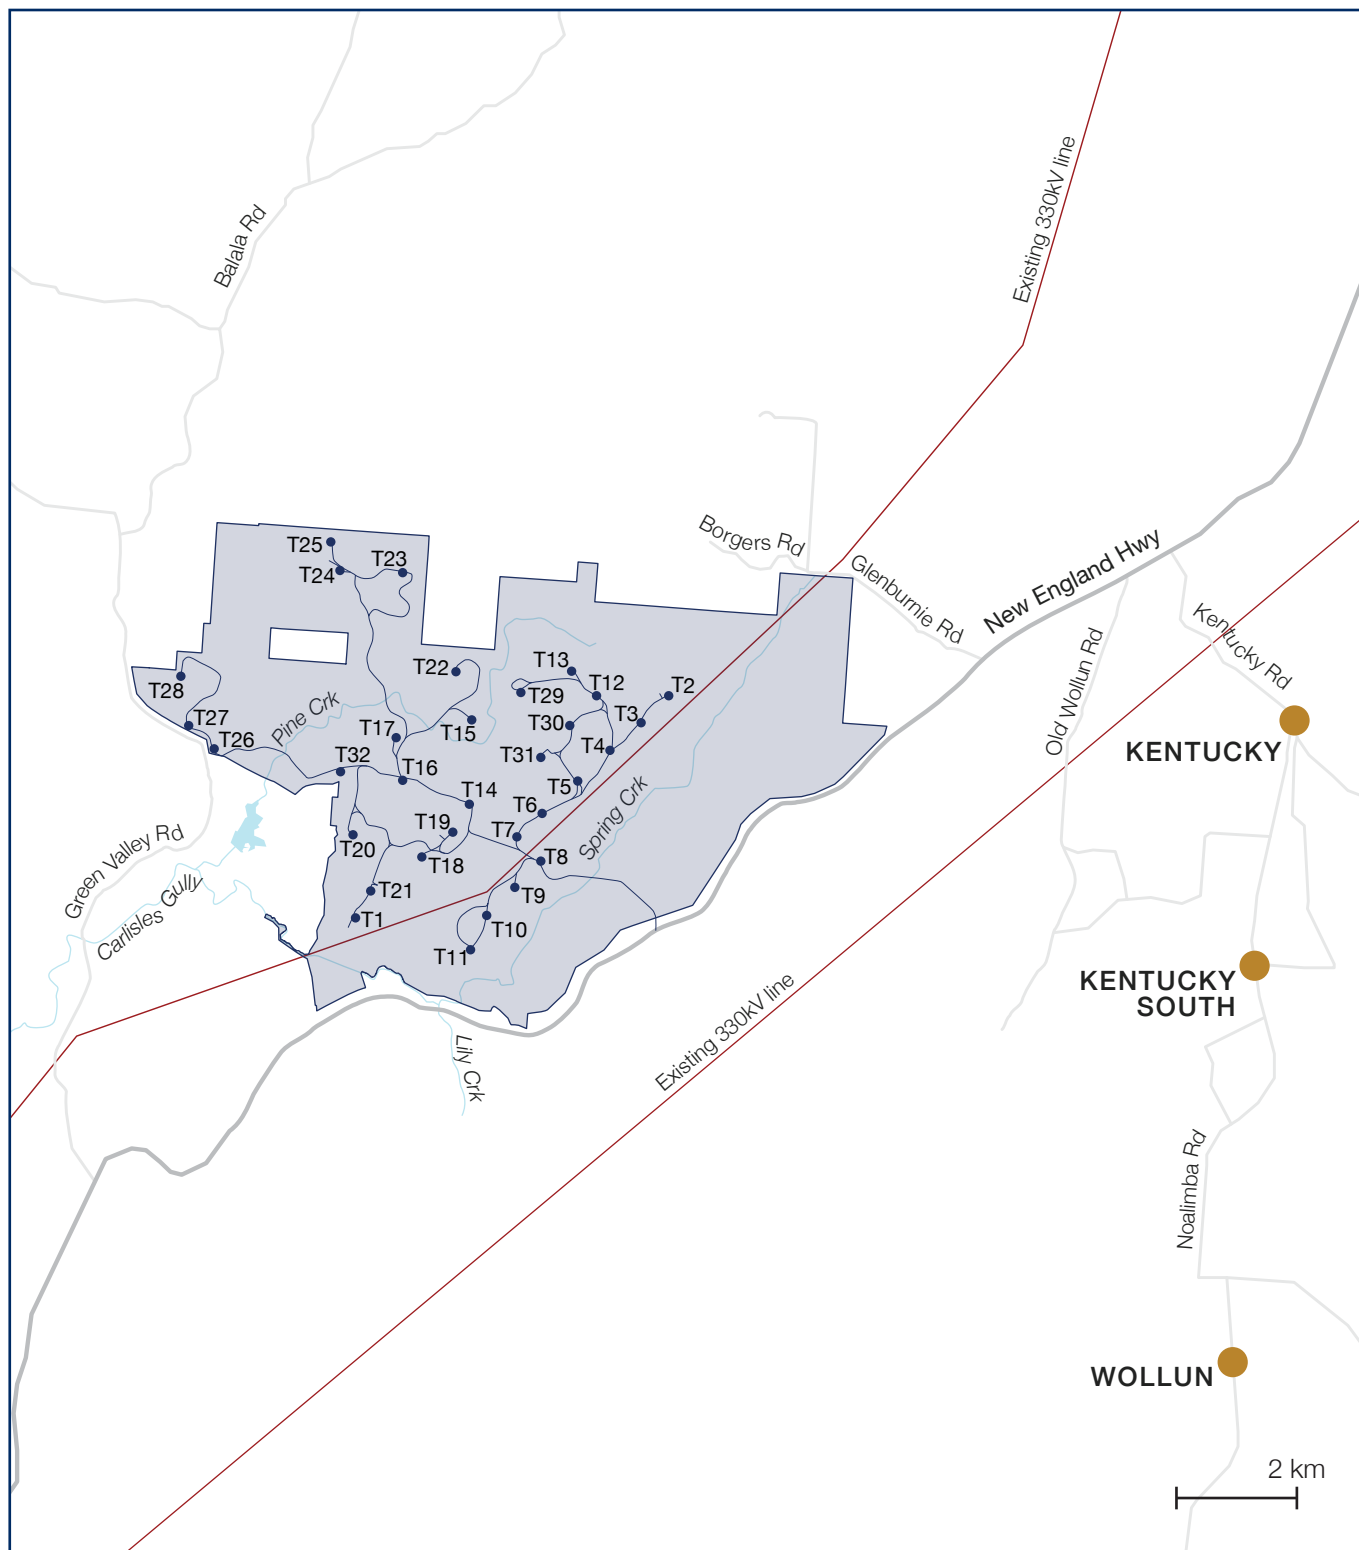 Existing 330kV line
Balala Rd
Borgers Rd
Glenburnie Rd
New England Hwy
Kentucky Rd
Old Wollun Rd
KENTUCKY
T25
T24
T23
T28
T27
T26
Pine Crk
T22
T15
T17
T32
T16
T13
T29
T12
T2
T3
T30
T4
T31
T5
T14
T6
T19
T7
T20
T18
T8
T21
T9
T1
T10
T11
Spring Crk
Green Valley Rd
Carlisles Gully
Lily Crk
Existing 330kV line
KENTUCKY
SOUTH
Noalimba Rd
WOLLUN
2 km